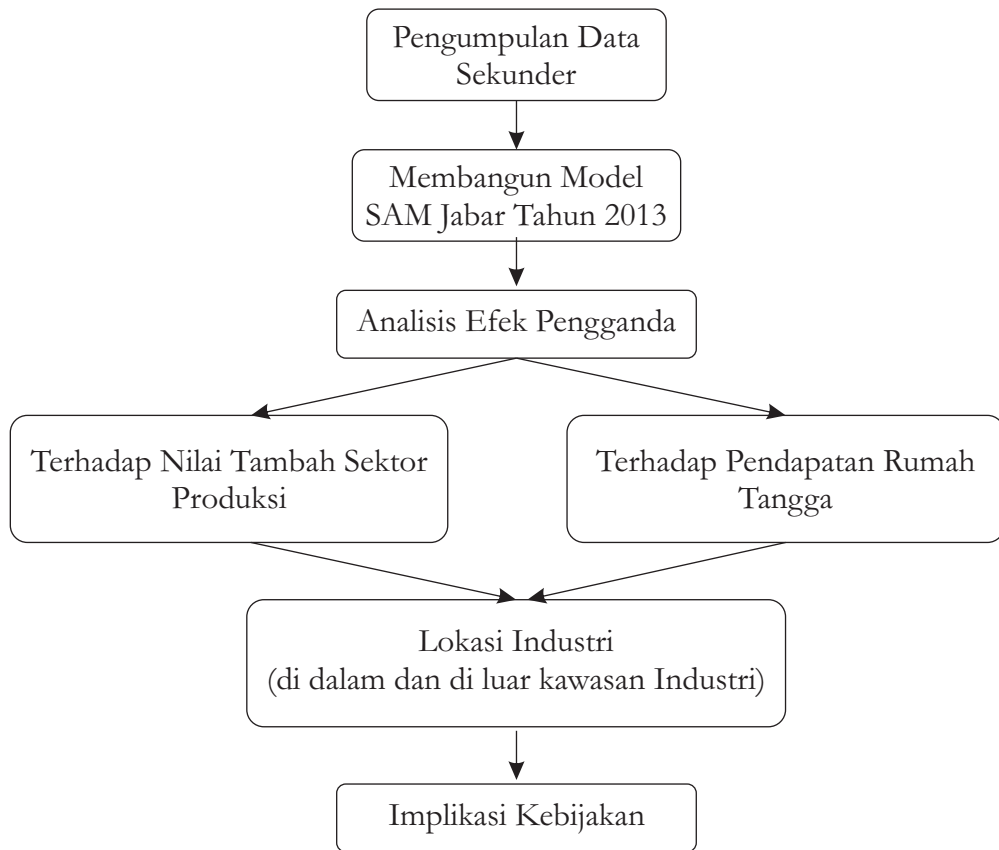 Pengumpulan Data
Sekunder
Membangun Model
SAM Jabar Tahun 2013
Analisis Efek Pengganda
Terhadap Nilai Tambah Sektor
Produksi
Terhadap Pendapatan Rumah
Tangga
Lokasi Industri
(di dalam dan di luar kawasan Industri)
Implikasi Kebijakan